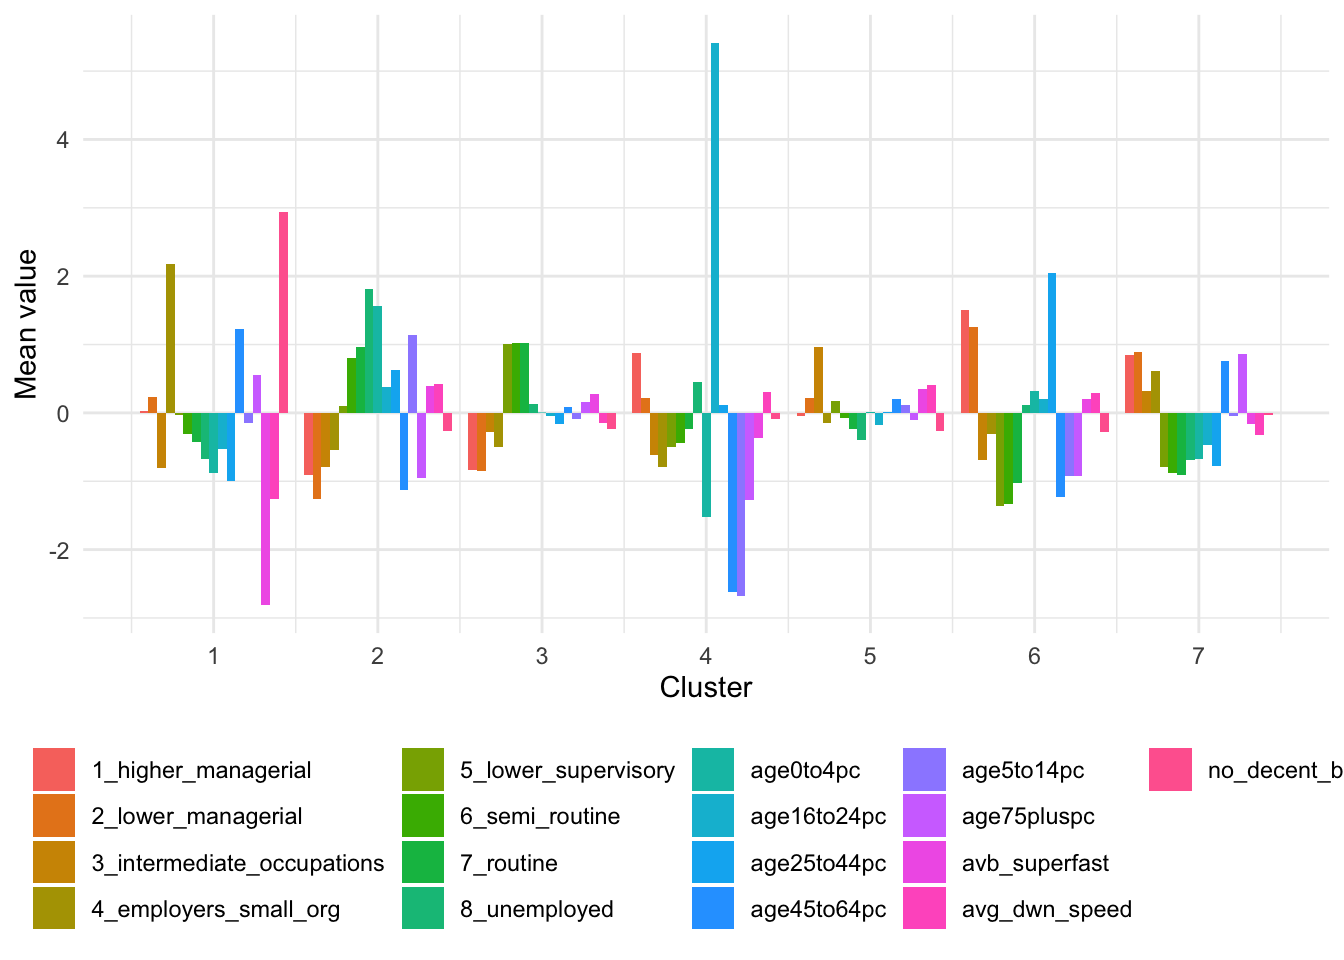 4
2
0
-2
Mean value
1 2 3 4 5 6 7
Cluster
1_higher_managerial 5_lower_supervisory age0to4pc age5to14pc no_decent_b
2_lower_managerial 6_semi_routine age16to24pc age75pluspc
3_intermediate_occupations 7_routine age25to44pc avb_superfast
4_employers_small_org 8_unemployed age45to64pc avg_dwn_speed